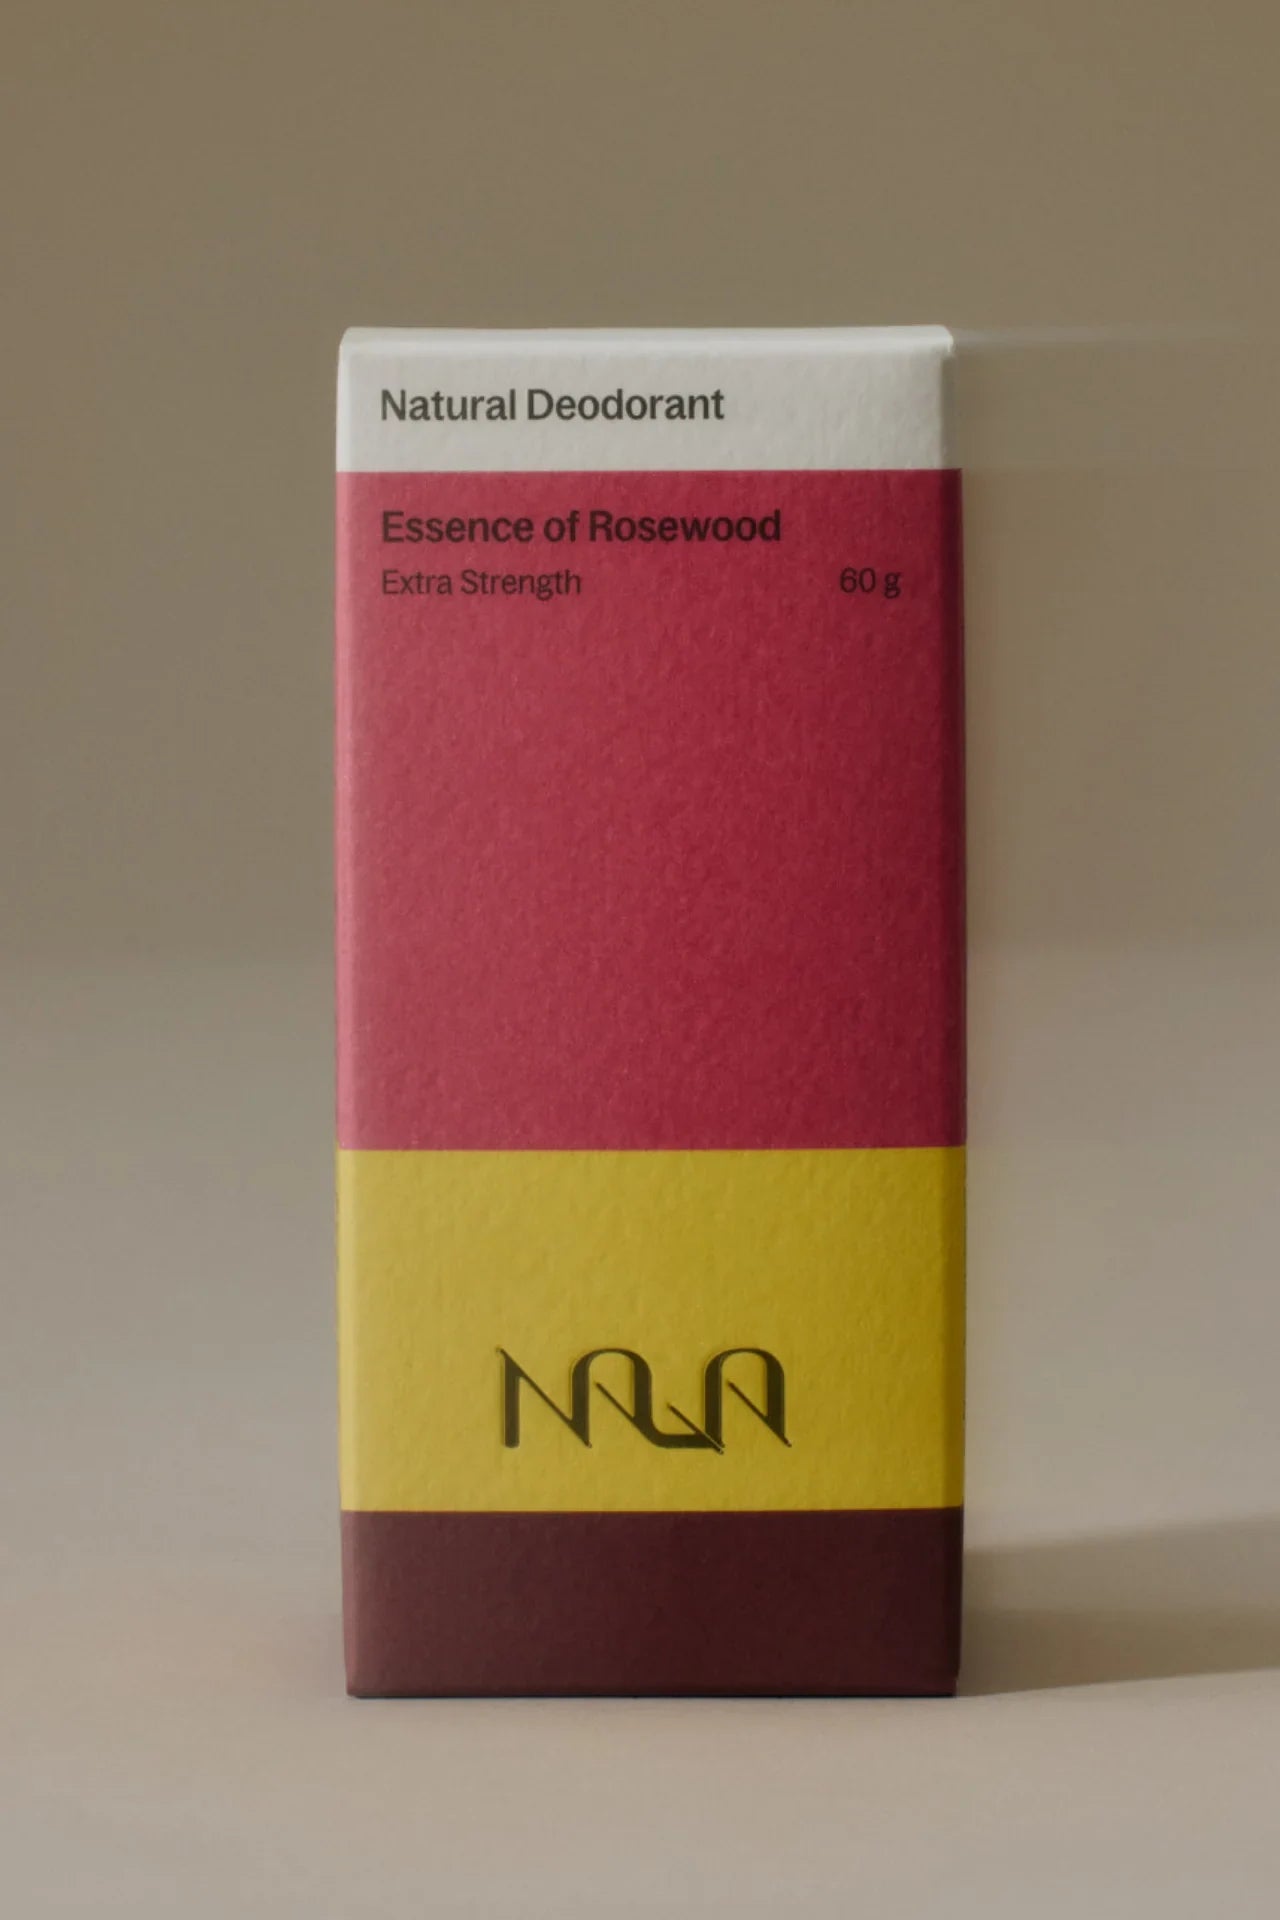 Natural Deodorant
Essence of Rosewood
Extra Strength 60 g
NALA